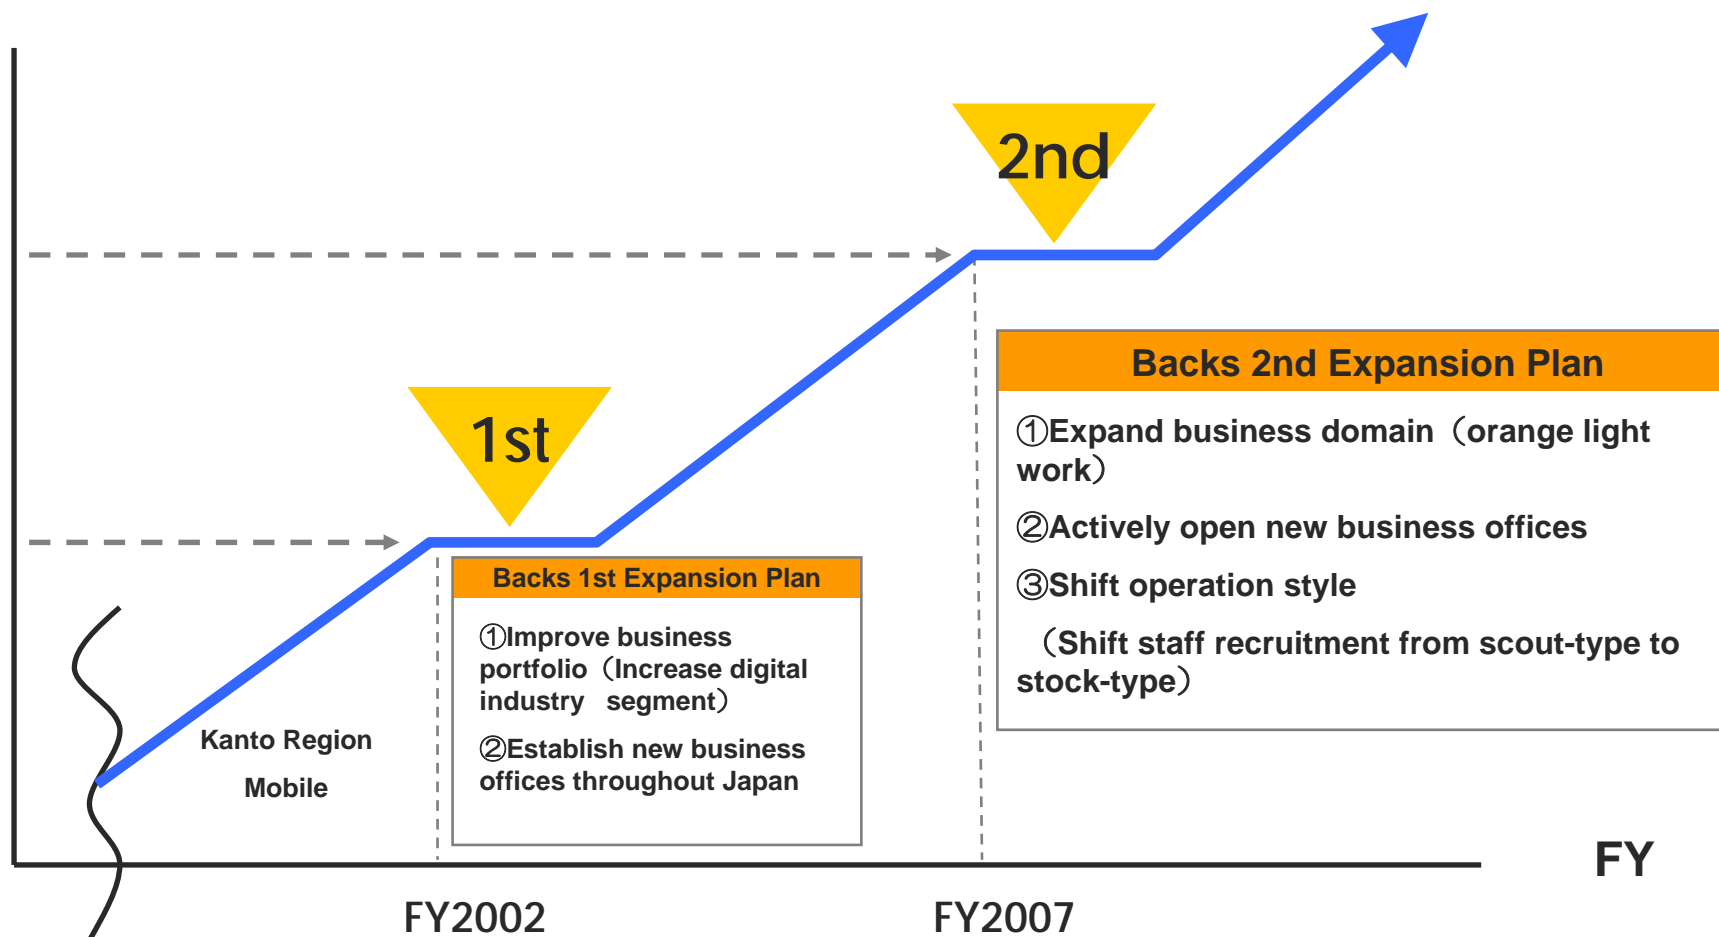 2nd
1st
Backs 2nd Expansion Plan
①Expand business domain（orange light
work）
②Actively open new business offices
③Shift operation style
（Shift staff recruitment from scout-type to
stock-type）
Backs 1st Expansion Plan
①Improve business
portfolio（Increase digital
industry segment）
②Establish new business
offices throughout Japan
Kanto Region
Mobile
FY
FY2002
FY2007